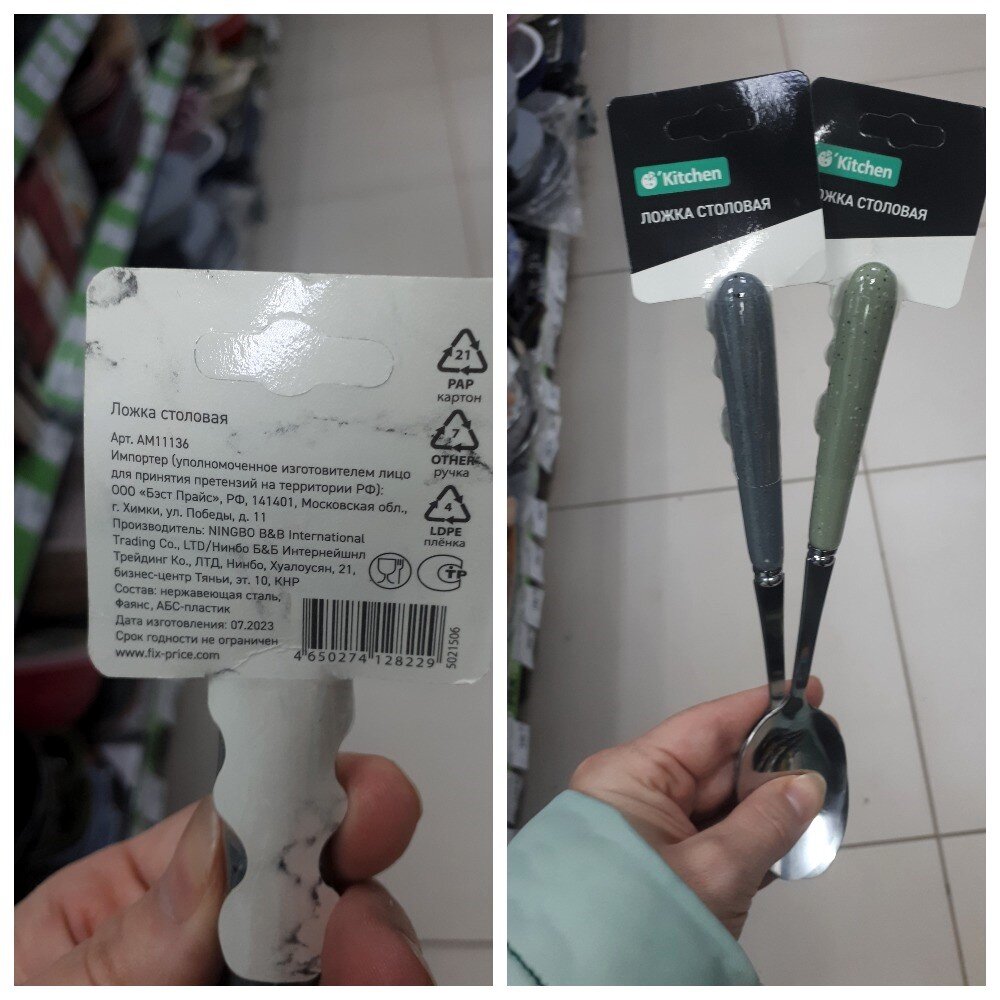 Ложка столовая
Арт. AM11136
Импортер (уполномоченное изготовителем лицо
для принятия претензий на территории РФ):
ООО «Бэст Прайс», РФ, 141401, Московская обл.,
г. Химки, ул. Победы, д. 11
Производитель: NINGBO B&B International
Trading Co., LTD/Нинбо Б&Б Интернейшнл
Трейдинг Ко., ЛТД, Нинбо, Хуалоусян, 21,
бизнес-центр Тяньи, эт. 10, КНР
Состав: нержавеющая сталь,
Фаянс, АБС-пластик
Дата изготовления: 07.2023
Срок годности не ограничен
www.fix-price.com
21
PAP
картон
7
OTHER
ручка
4
LDPE
плёнка
СТР
4 650274 128229
5021506
Kitchen
ЛОЖКА СТОЛОВАЯ
Kitchen
ОЖКА СТОЛОВАЯ